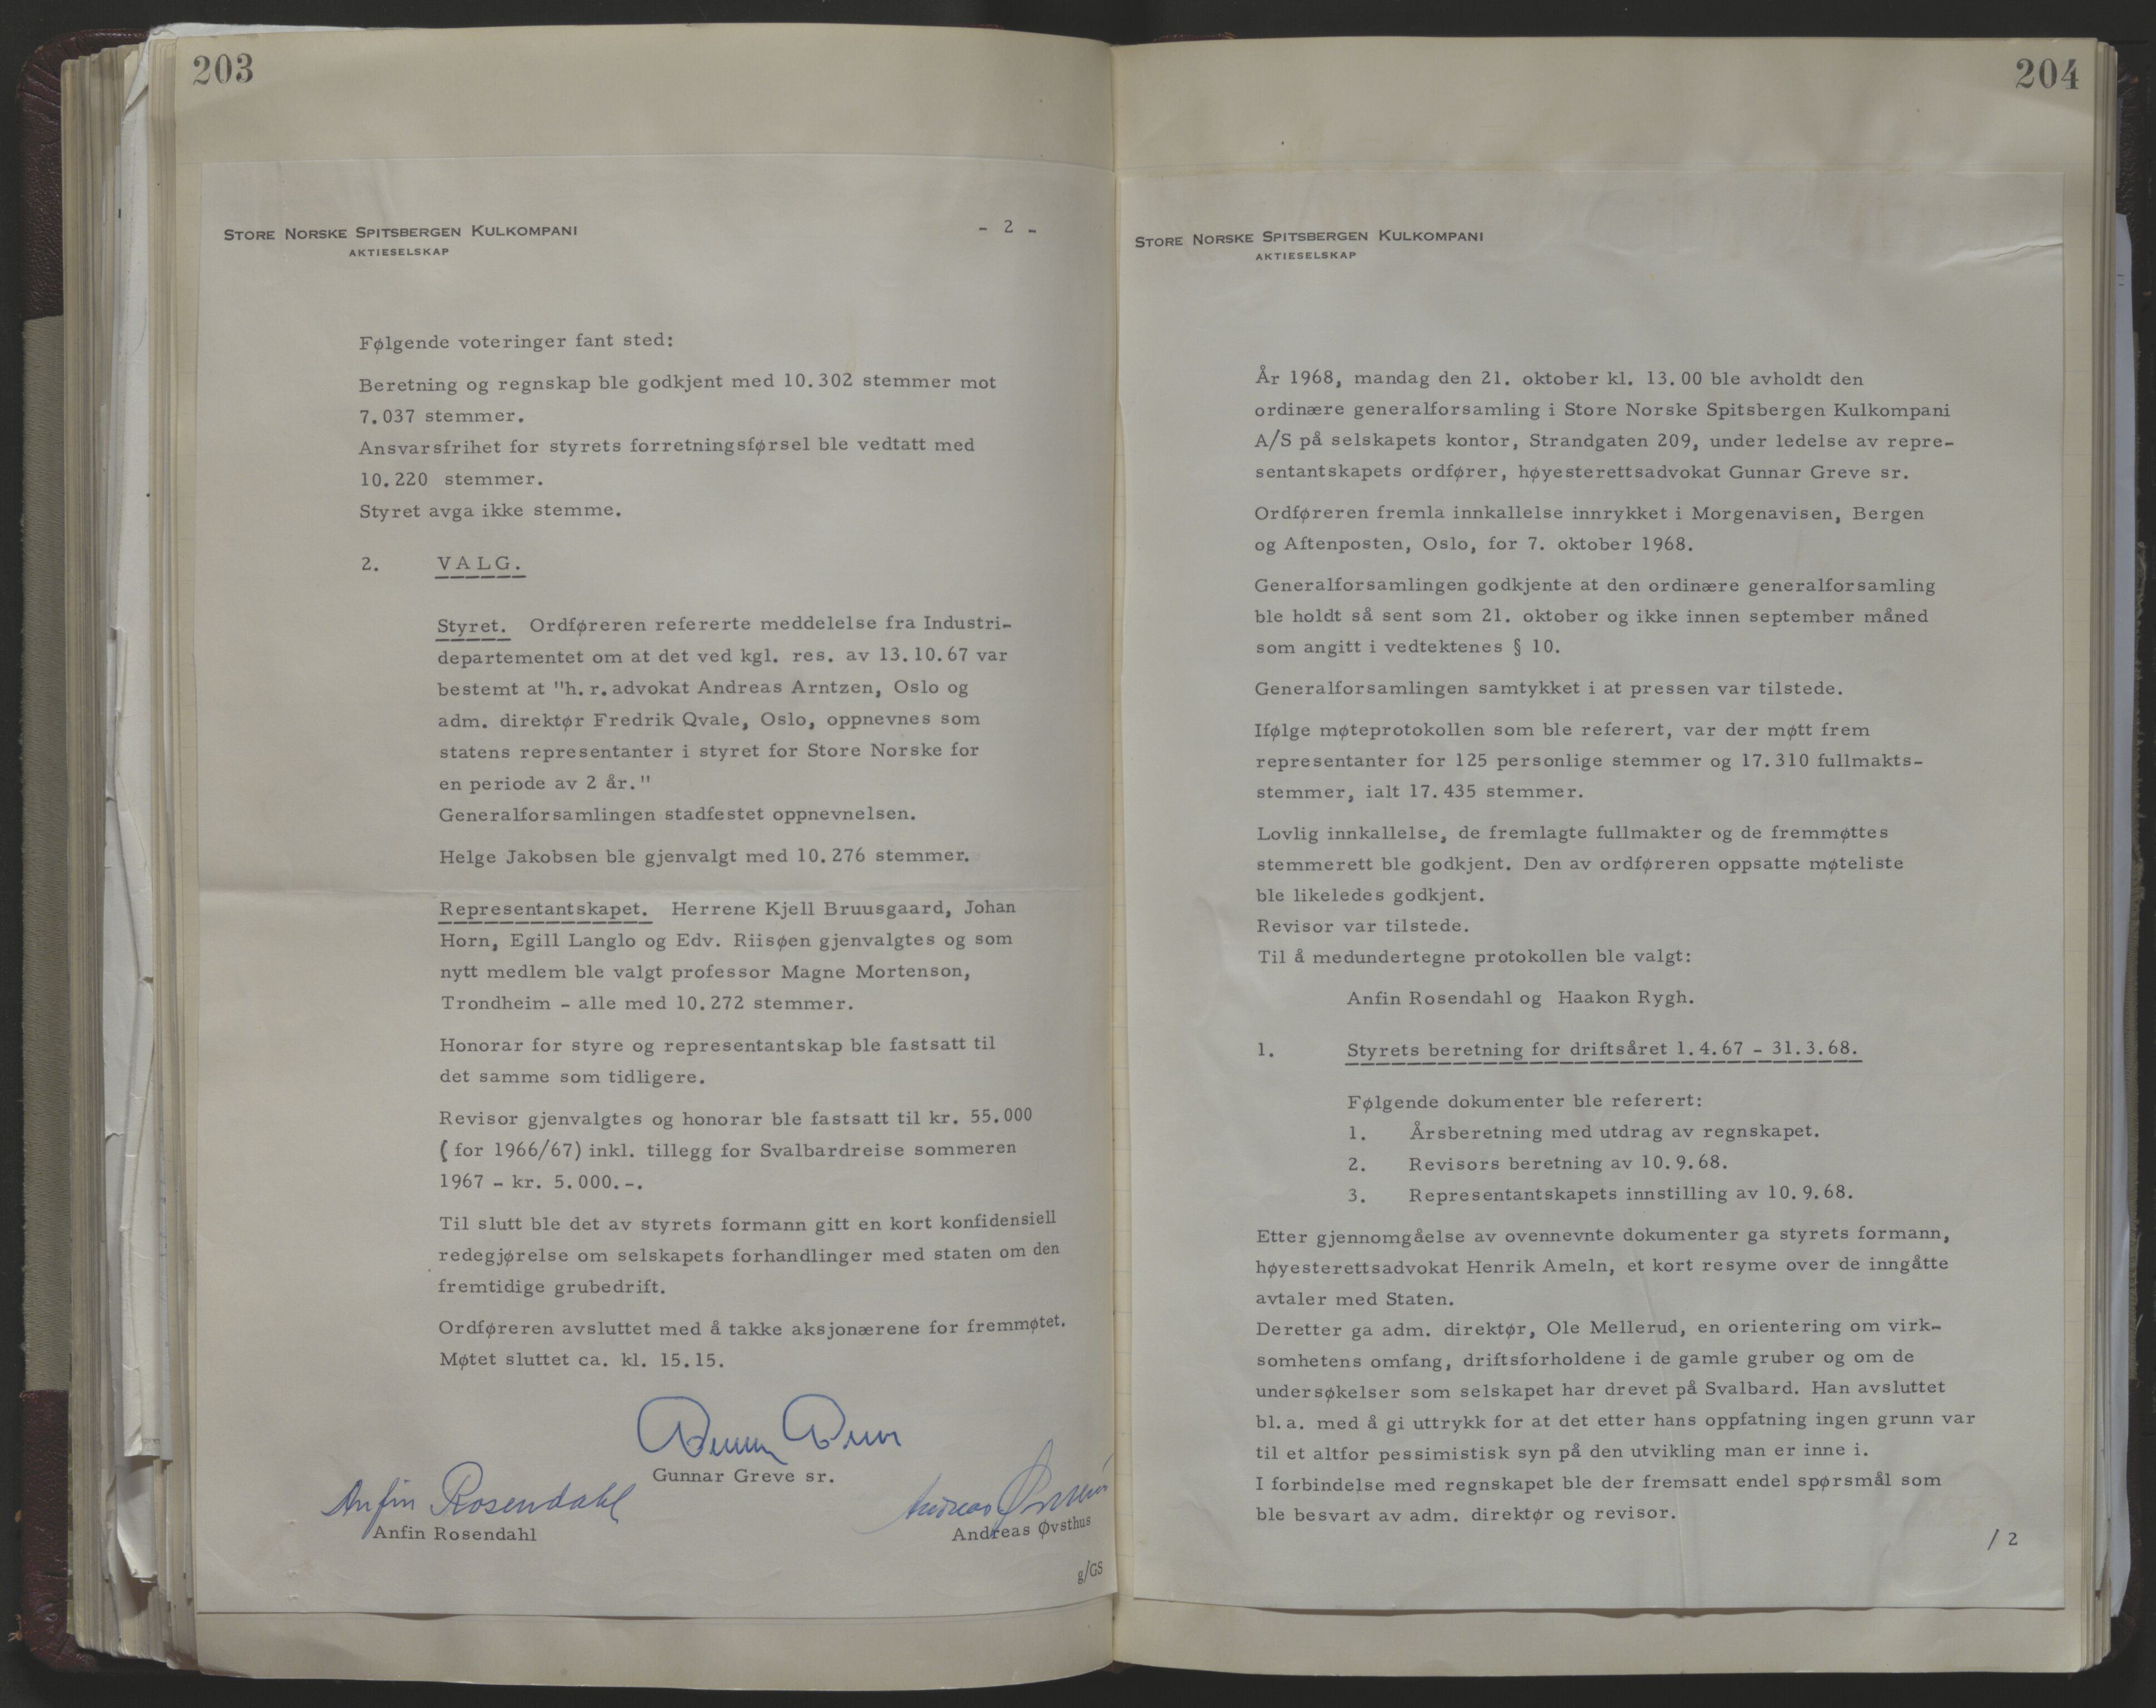 203
STORE NORSKE SPITSBERGEN KULKOMPANI
AKTIESELSKAP
- 2 -
Følgende voteringer fant sted:
Beretning og regnskap ble godkjent med 10.302 stemmer mot
7.037 stemmer.
Ansvarsfrihet for styrets forretningsførsel ble vedtatt med
10.220 stemmer.
Styret avga ikke stemme.
2. VALG.
Styret. Ordføreren refererte meddelelse fra Industri-
departementet om at det ved kgl. res. av 13.10.67 var
bestemt at "h.r.advokat Andreas Arntzen, Oslo og
adm. direktør Fredrik Qvale, Oslo, oppnevnes som
statens representanter i styret for Store Norske for
en periode av 2 år."
Generalforsamlingen stadfestet oppnevnelsen.
Helge Jakobsen ble gjenvalgt med 10.276 stemmer.
Representantskapet. Herrene Kjell Bruusgaard, Johan
Horn, Egill Langlo og Edv. Riisøen gjenvalgtes og som
nytt medlem ble valgt professor Magne Mortenson,
Trondheim - alle med 10.272 stemmer.
Honorar for styre og representantskap ble fastsatt til
det samme som tidligere.
Revisor gjenvalgtes og honorar ble fastsatt til kr. 55.000
(for 1966/67) inkl. tillegg for Svalbardreise sommeren
1967 - kr. 5.000.-.
Til slutt ble det av styrets formann gitt en kort konfidensiell
redegjørelse om selskapets forhandlinger med staten om den
fremtidige grubedrift.
Ordføreren avsluttet med å takke aksjonærene for fremmøtet.
Møtet sluttet ca. kl. 15.15.
Gunnar Greve
Gunnar Greve sr.
Anfin Rosendahl
Anfin Rosendahl
Andreas Øvsthus
Andreas Øvsthus
g/GS
204
STORE NORSKE SPITSBERGEN KULKOMPANI
AKTIESELSKAP
År 1968, mandag den 21. oktober kl. 13.00 ble avholdt den
ordinære generalforsamling i Store Norske Spitsbergen Kulkompani
A/S på selskapets kontor, Strandgaten 209, under ledelse av repre-
sentantskapets ordfører, høyesterettsadvokat Gunnar Greve sr.
Ordføreren fremla innkallelse innrykket i Morgenavisen, Bergen
og Aftenposten, Oslo, for 7. oktober 1968.
Generalforsamlingen godkjente at den ordinære generalforsamling
ble holdt så sent som 21. oktober og ikke innen september måned
som angitt i vedtektenes § 10.
Generalforsamlingen samtykket i at pressen var tilstede.
Ifølge møteprotokollen som ble referert, var der møtt frem
representanter for 125 personlige stemmer og 17.310 fullmakts-
stemmer, ialt 17.435 stemmer.
Lovlig innkallelse, de fremlagte fullmakter og de fremmøttes
stemmerett ble godkjent. Den av ordføreren oppsatte møteliste
ble likeledes godkjent.
Revisor var tilstede.
Til å medundertegne protokollen ble valgt:
Anfin Rosendahl og Haakon Rygh.
1. Styrets beretning for driftsåret 1.4.67 - 31.3.68.
Følgende dokumenter ble referert:
1. Årsberetning med utdrag av regnskapet.
2. Revisors beretning av 10.9.68.
3. Representantskapets innstilling av 10.9.68.
Etter gjennomgåelse av ovennevnte dokumenter ga styrets formann,
høyesterettsadvokat Henrik Ameln, et kort resyme over de inngåtte
avtaler med Staten.
Deretter ga adm. direktør, Ole Mellerud, en orientering om virk-
somhetens omfang, driftsforholdene i de gamle gruber og om de
undersøkelser som selskapet har drevet på Svalbard. Han avsluttet
bl.a. med å gi uttrykk for at det etter hans oppfatning ingen grunn var
til et altfor pessimistisk syn på den utvikling man er inne i.
I forbindelse med regnskapet ble der fremsatt endel spørsmål som
ble besvart av adm. direktør og revisor.
/ 2